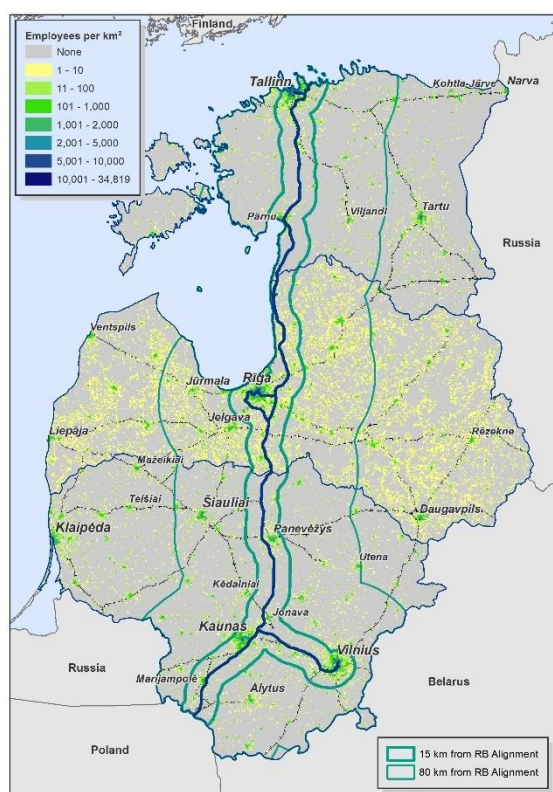 Employees per km²
None
1 - 10
11 - 100
101 - 1,000
1,001 - 2,000
2,001 - 5,000
5,001 - 10,000
10,001 - 34,819
Finland
Tallinn
Kohtla-Järve
Narva
Pärnu
Viljandi
Tartu
Russia
Ventspils
Jūrmala
Rīga
Jelgava
Liepāja
Rēzekne
Mažeikiai
Telšiai
Šiauliai
Daugavpils
Klaipėda
Panevėžys
Utena
Kėdainiai
Jonava
Kaunas
Vilnius
Russia
Marijampolė
Alytus
Belarus
Poland
15 km from RB Alignment
80 km from RB Alignment